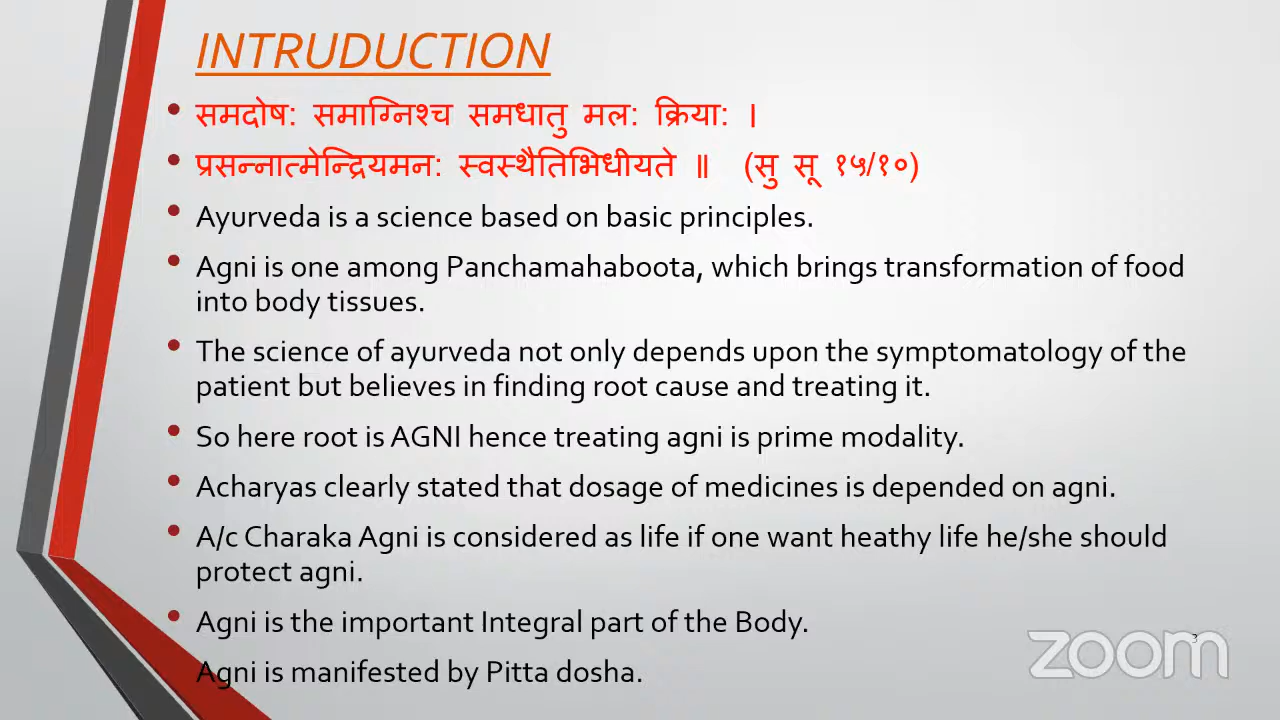 INTRUDUCTION
• समदोष: समाग्निश्च समधातु मल: क्रिया: ।
• प्रसन्नात्मेन्द्रियमन: स्वस्थैतिभिधीयते ॥ (सु सू १५/१०)
• Ayurveda is a science based on basic principles.
• Agni is one among Panchamahaboota, which brings transformation of food
into body tissues.
• The science of ayurveda not only depends upon the symptomatology of the
patient but believes in finding root cause and treating it.
• So here root is AGNI hence treating agni is prime modality.
• Acharyas clearly stated that dosage of medicines is depended on agni.
• A/c Charaka Agni is considered as life if one want heathy life he/she should
protect agni.
• Agni is the important Integral part of the Body.
Agni is manifested by Pitta dosha.
3
zoom